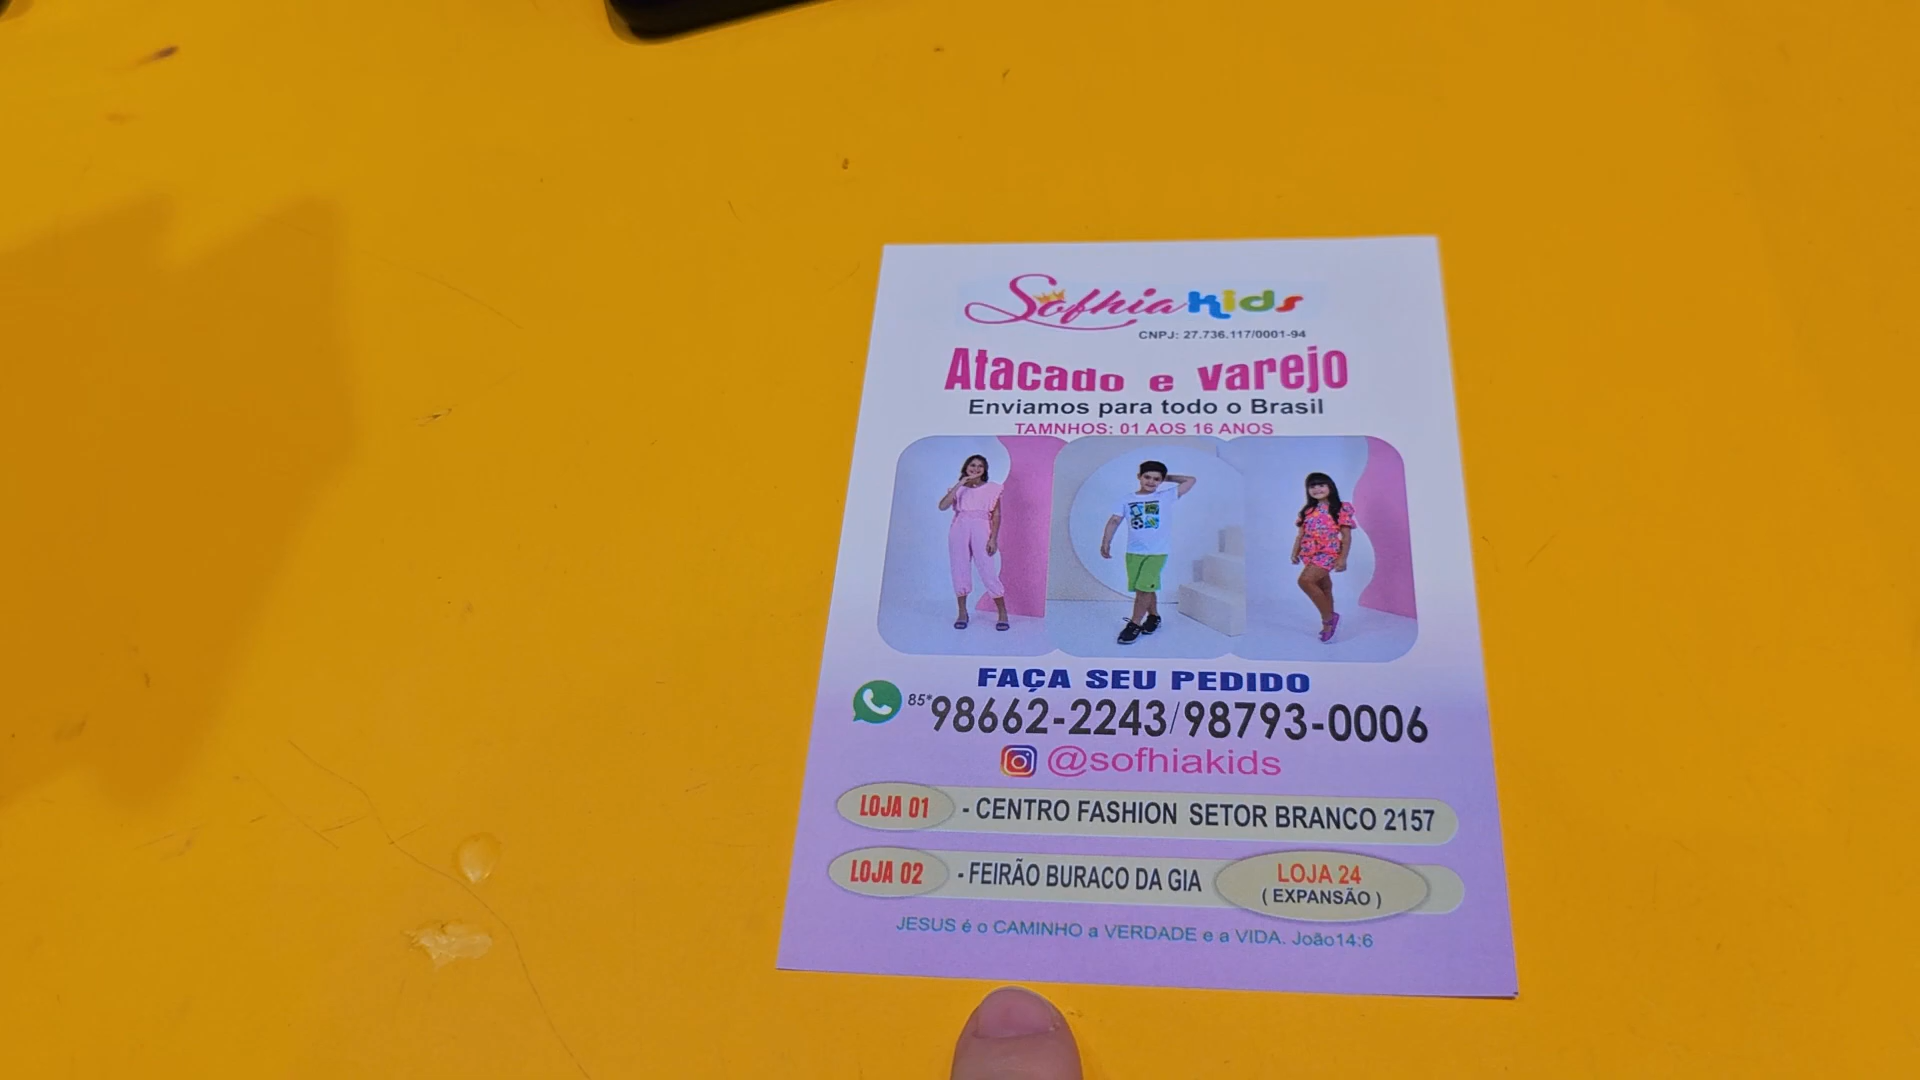 Sofhia kids
CNPJ: 27.736.117/0001-94
Atacado e varejo
Enviamos para todo o Brasil
TAMNHOS: 01 AOS 16 ANOS
FAÇA SEU PEDIDO
85*98662-2243/98793-0006
@sofhiakids
LOJA 01 - CENTRO FASHION SETOR BRANCO 2157
LOJA 02 - FEIRÃO BURACO DA GIA LOJA 24
( EXPANSÃO )
JESUS é o CAMINHO a VERDADE e a VIDA. João14:6